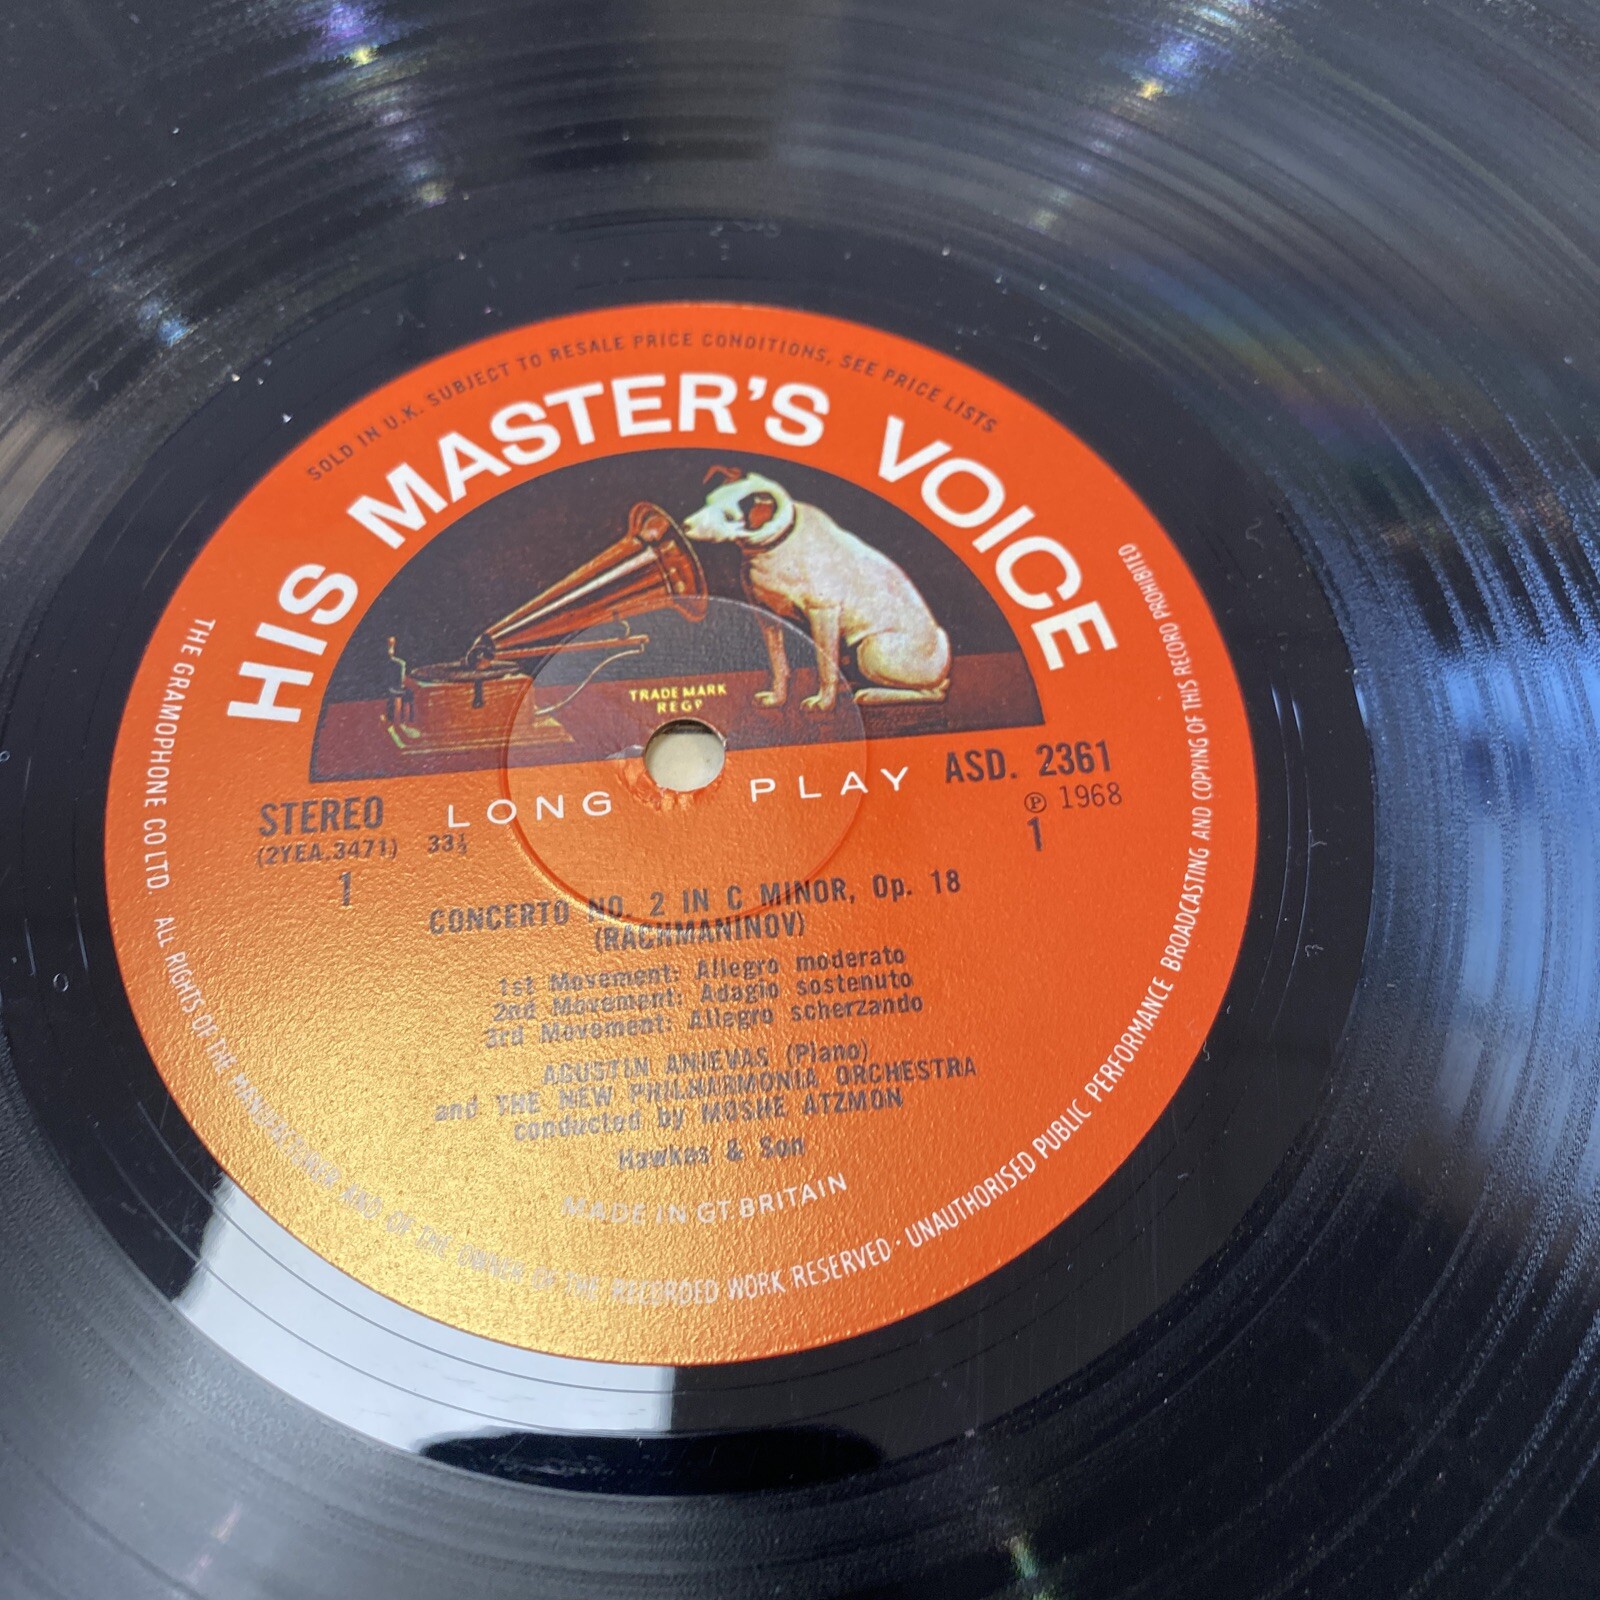 SOLD IN U.K. SUBJECT TO RESALE PRICE CONDITIONS, SEE PRICE LISTS
HIS MASTER'S VOICE
TRADE MARK
REGD
LONG PLAY
STEREO
(2YEA.3471) 33⅓
1
ASD. 2361
℗ 1968
1
CONCERTO NO. 2 IN C MINOR, Op. 18
(RACHMANINOV)
1st Movement: Allegro moderato
2nd Movement: Adagio sostenuto
3rd Movement: Allegro scherzando
AGUSTIN ANIEVAS (Piano)
and THE NEW PHILHARMONIA ORCHESTRA
conducted by MOSHE ATZMON
Hawkes & Son
MADE IN GT. BRITAIN
THE GRAMOPHONE CO LTD. ALL RIGHTS OF THE MANUFACTURER AND OF THE OWNER OF THE RECORDED WORK RESERVED · UNAUTHORISED PUBLIC PERFORMANCE BROADCASTING AND COPYING OF THIS RECORD PROHIBITED